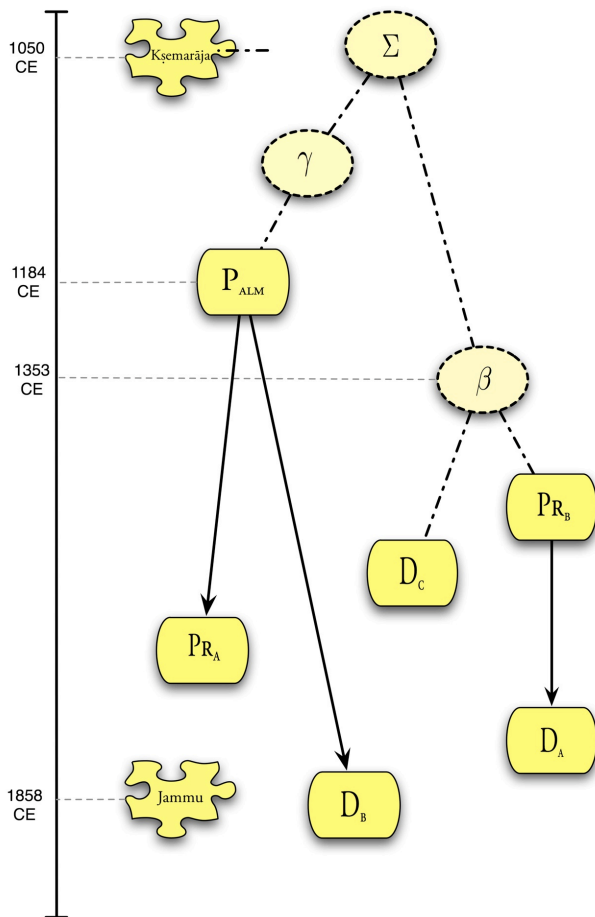 1050
CE
Kṣemarāja
Σ
γ
1184
CE
P ALM
1353
CE
β
PR B
D C
PR A
D A
1858
CE
Jammu
D B